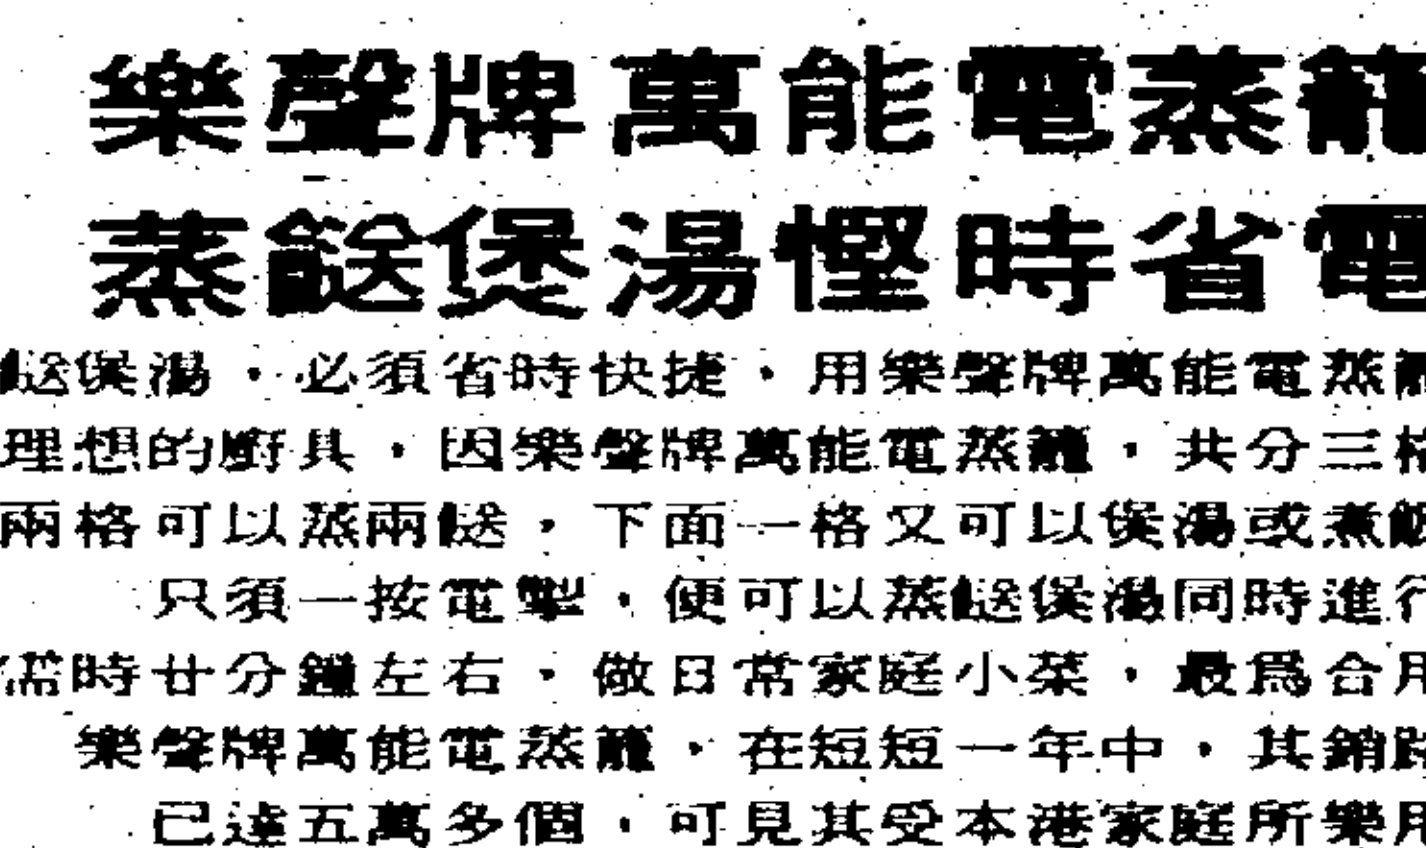 樂聲牌萬能電蒸籠
蒸餸煲湯慳時省電
餸煲湯，必須省時快捷，用樂聲牌萬能電蒸籠
理想的廚具，因樂聲牌萬能電蒸籠，共分三格
兩格可以蒸兩餸，下面一格又可以煲湯或煮飯
只須一按電掣，便可以蒸餸煲湯同時進行
需時廿分鐘左右，做日常家庭小菜，最爲合用
樂聲牌萬能電蒸籠，在短短一年中，其銷路
已達五萬多個，可見其受本港家庭所樂用